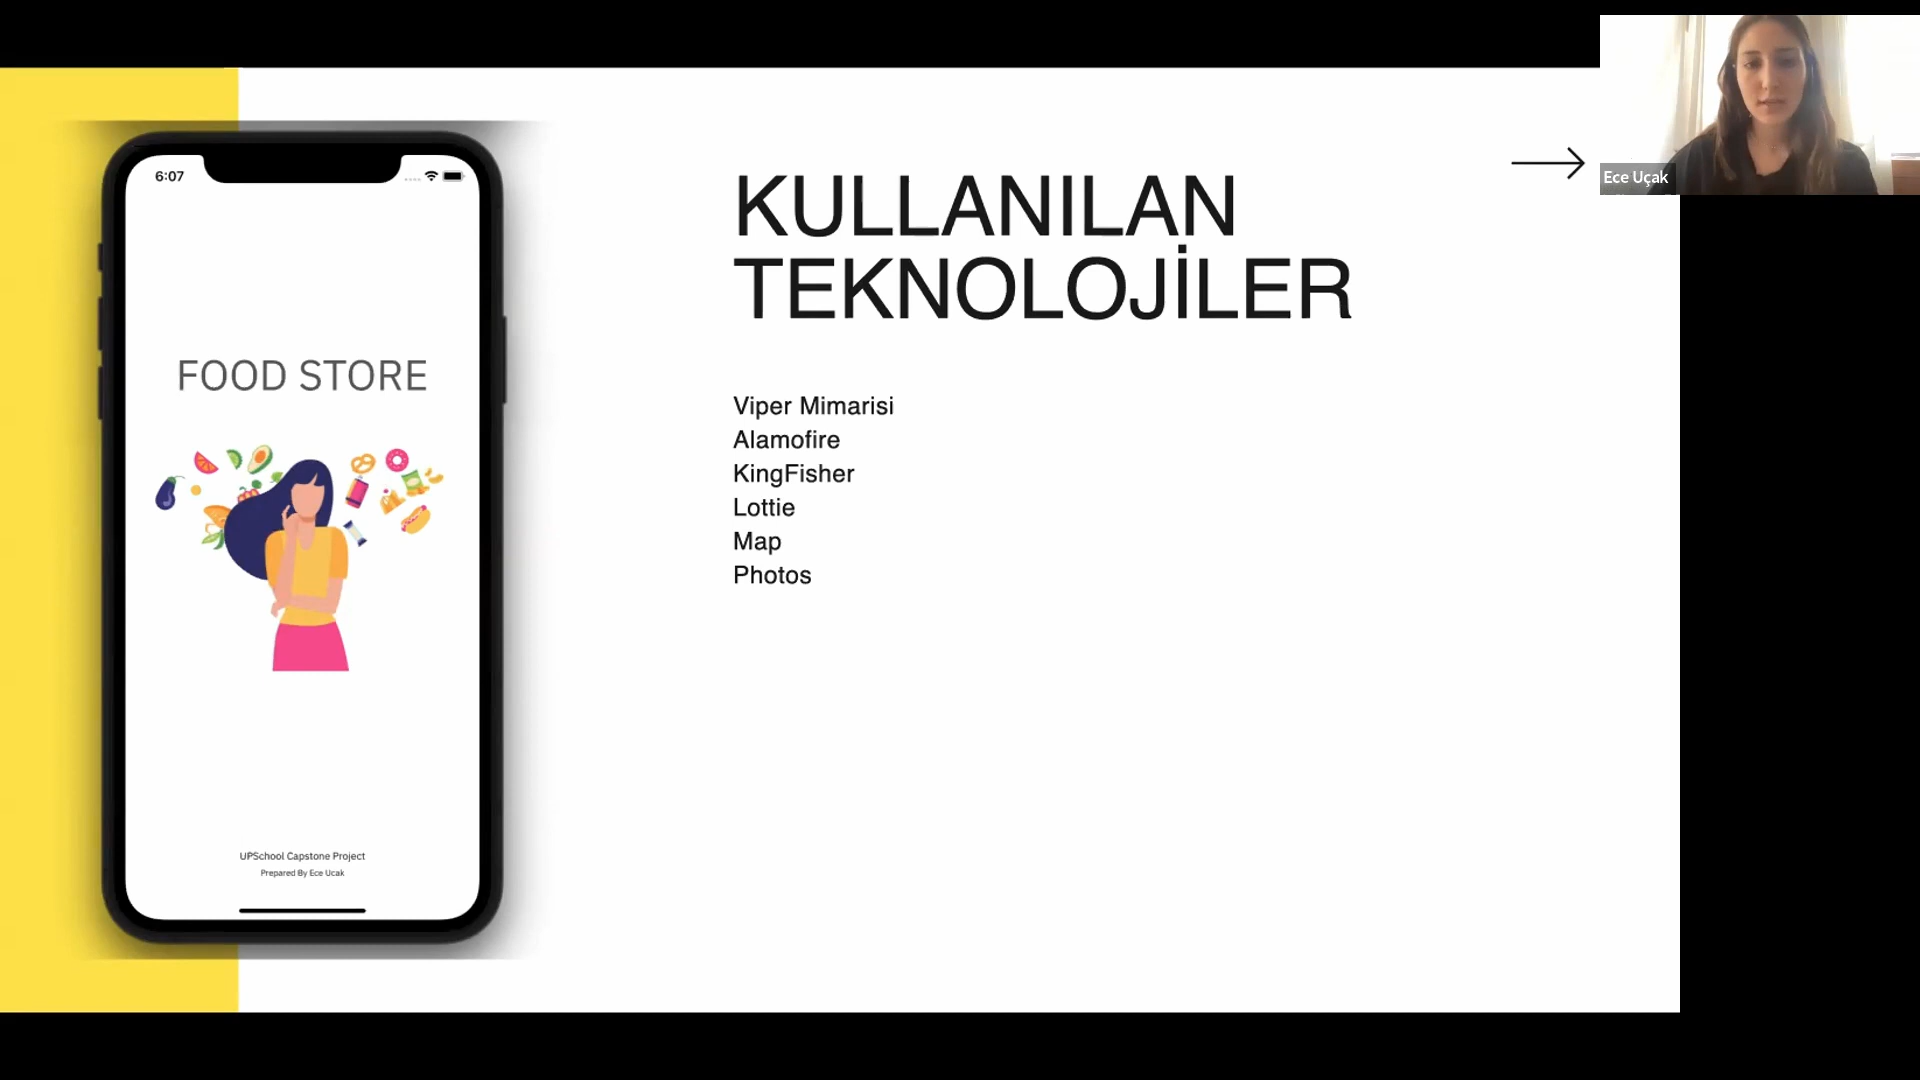 6:07
FOOD STORE
UPSchool Capstone Project
Prepared By Ece Ucak
KULLANILAN
TEKNOLOJİLER
Viper Mimarisi
Alamofire
KingFisher
Lottie
Map
Photos
Ece Uçak